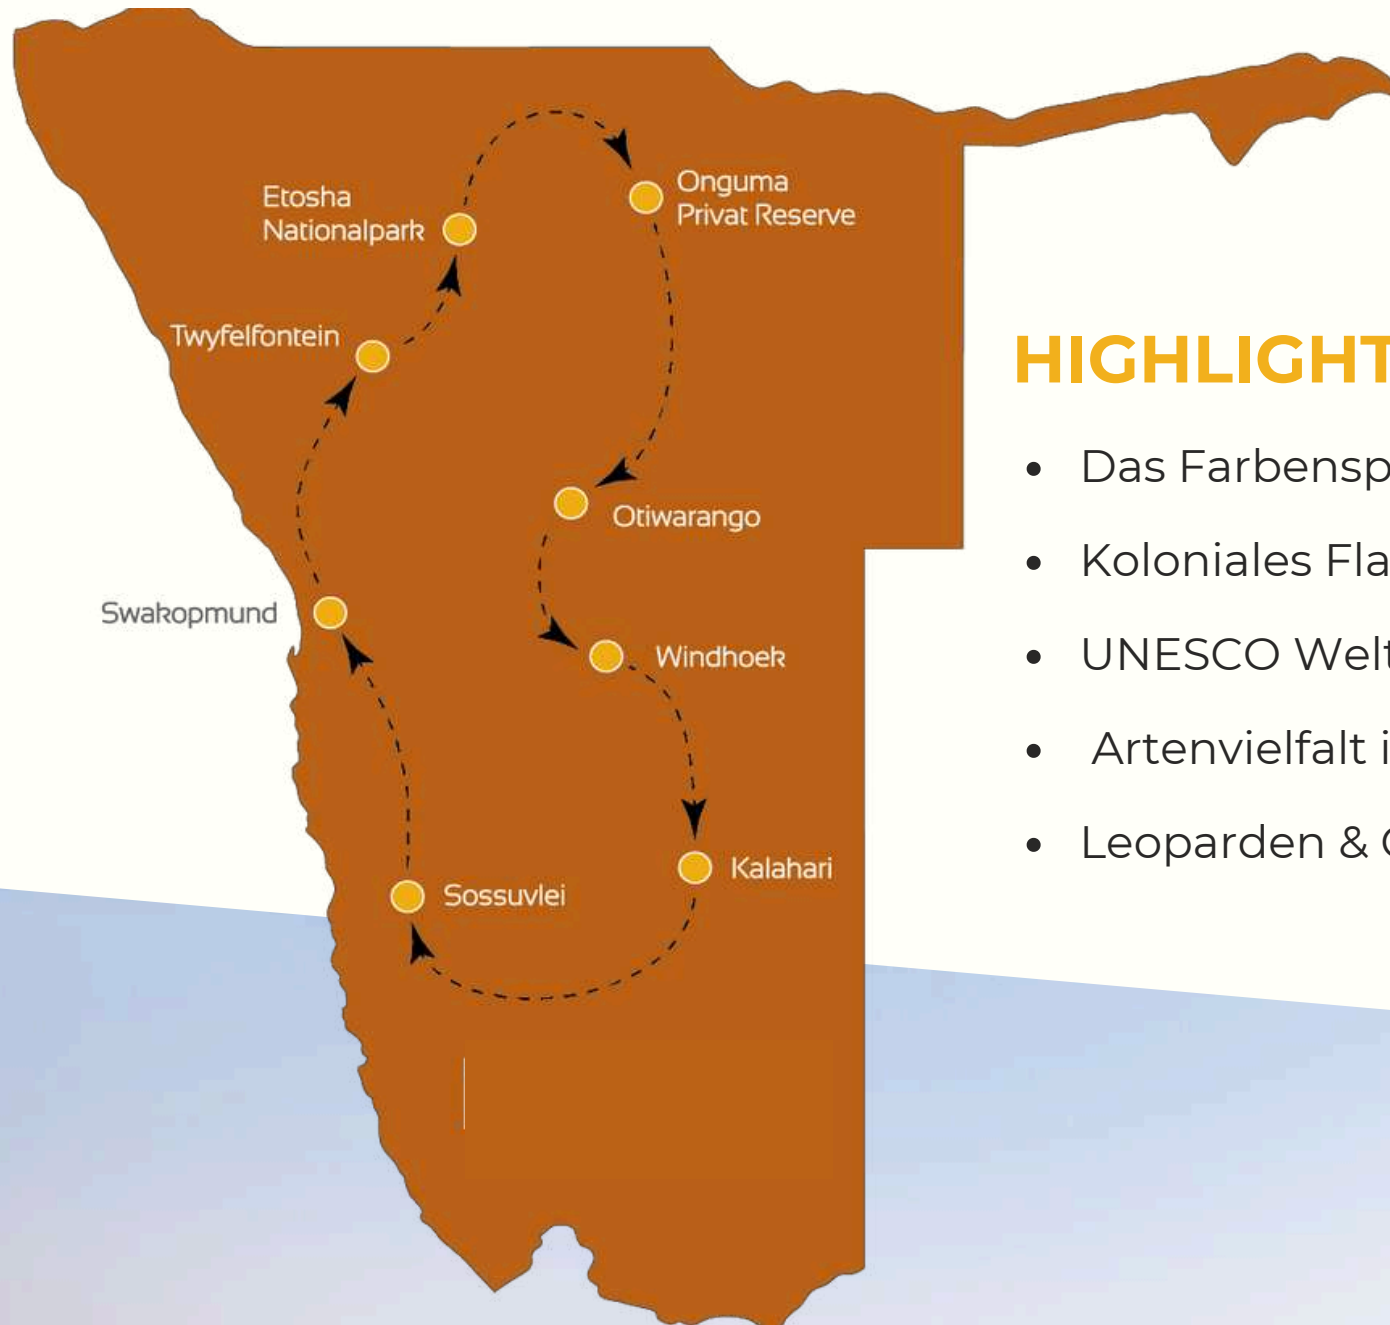 Etosha
Nationalpark
Onguma
Privat Reserve
Twyfelfontein
Otiwarango
Swakopmund
Windhoek
Kalahari
Sossuvlei
HIGHLIGHT
• Das Farbensp
• Koloniales Fla
• UNESCO Welt
• Artenvielfalt i
• Leoparden &